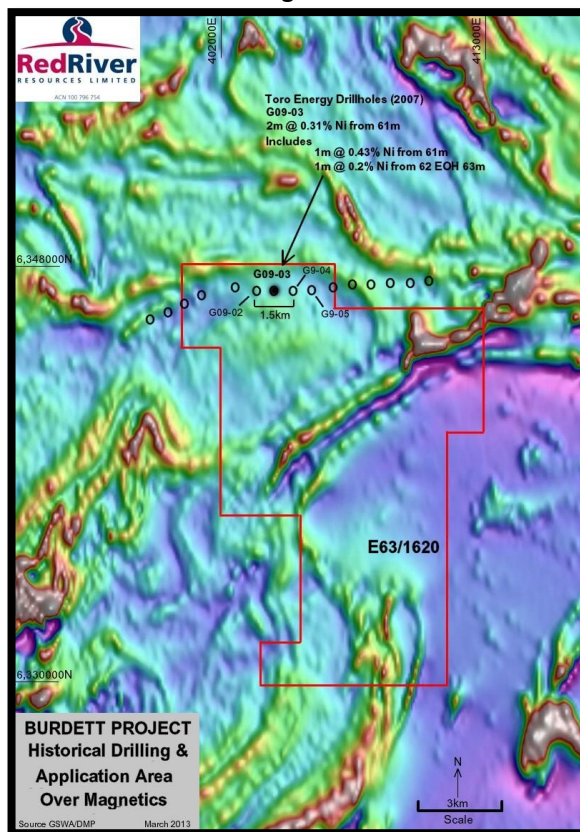 RedRiver
RESOURCES LIMITED
ACN 100 796 754
402000E
413000E
Toro Energy Drillholes (2007)
G09-03
2m @ 0.31% Ni from 61m
Includes
1m @ 0.43% Ni from 61m
1m @ 0.2% Ni from 62 EOH 63m
6,348000N
G09-03
G9-04
G09-02
1.5km
G9-05
E63/1620
6,330000N
BURDETT PROJECT
Historical Drilling &
Application Area
Over Magnetics
Source GSWA/DMP
March 2013
N
3km
Scale